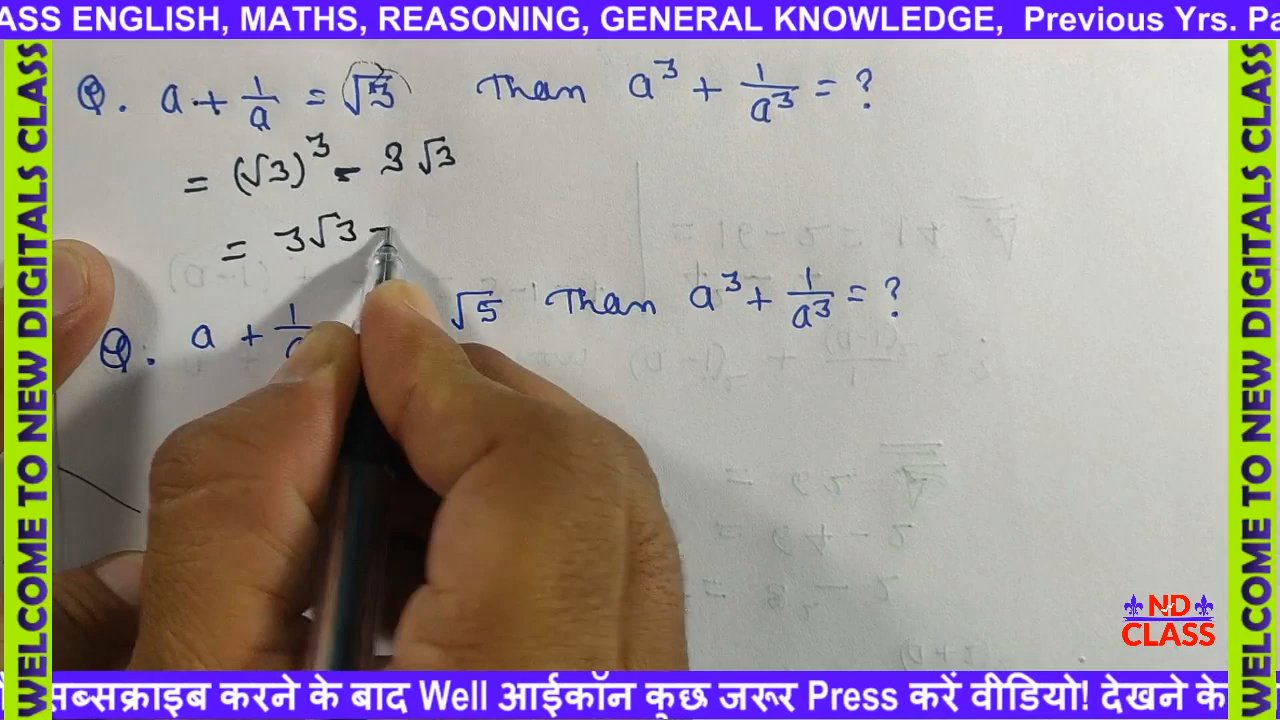 ASS ENGLISH, MATHS, REASONING, GENERAL KNOWLEDGE, Previous Yrs. Pa
WELCOME TO NEW DIGITALS CLASS
Q. a + 1/a = √3 Than a³ + 1/a³ = ?
= (√3)³ - 3√3
= 3√3 -
Q. a + 1/ √5 Than a³ + 1/a³ = ?
WELCOME TO NEW DIGITALS CLASS
ND
CLASS
सब्सक्राइब करने के बाद Well आईकॉन कुछ जरूर Press करें वीडियो! देखने के